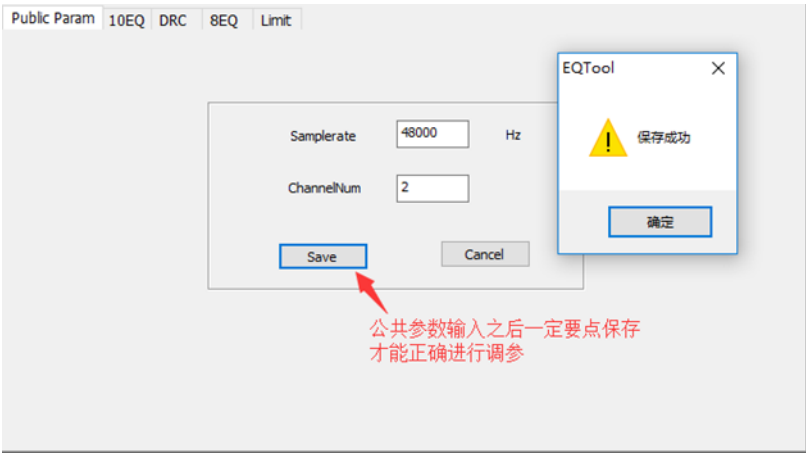 Public Param 10EQ DRC 8EQ Limit
EQTool
保存成功
确定
Samplerate 48000 Hz
ChannelNum 2
Save Cancel
公共参数输入之后一定要点保存
才能正确进行调参